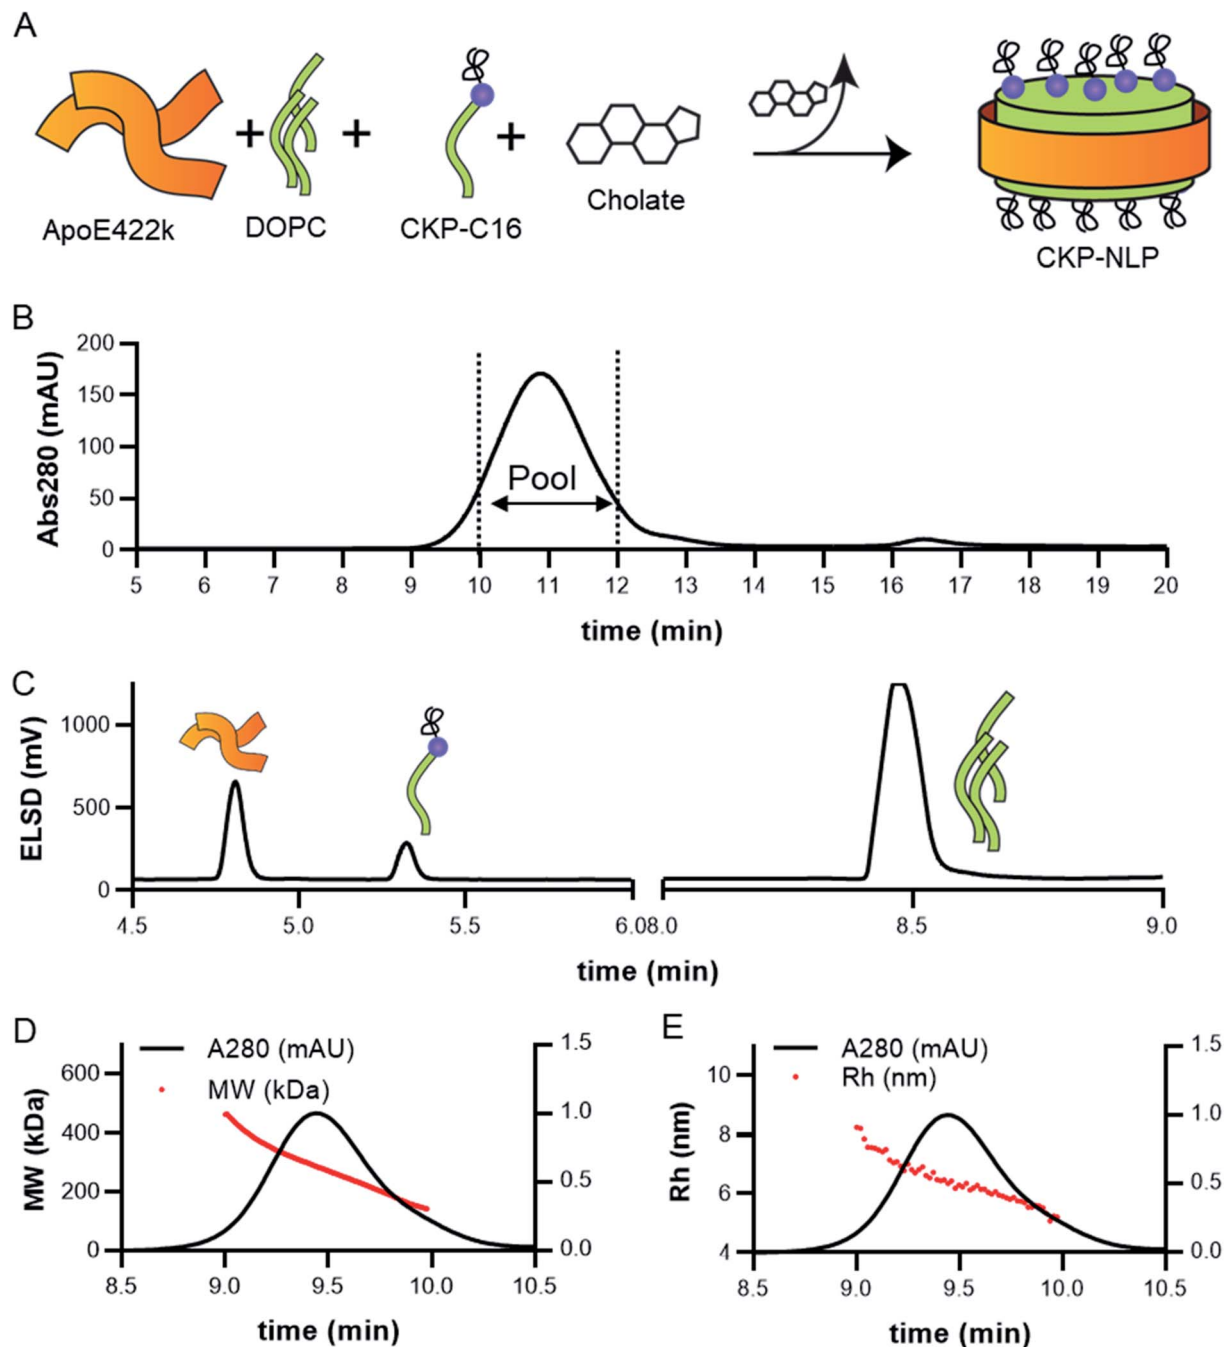 A
+ + +
ApoE422k DOPC CKP-C16 Cholate CKP-NLP
B
Abs280 (mAU)
200
150
100
50
0
Pool
5 6 7 8 9 10 11 12 13 14 15 16 17 18 19 20
time (min)
C
ELSD (mV)
1000
500
0
4.5 5.0 5.5 6.08.0 8.5 9.0
time (min)
D
A280 (mAU)
MW (kDa)
MW (kDa)
600
400
200
0
1.5
1.0
0.5
0.0
8.5 9.0 9.5 10.0 10.5
time (min)
E
A280 (mAU)
Rh (nm)
Rh (nm)
10
8
6
4
1.5
1.0
0.5
0.0
8.5 9.0 9.5 10.0 10.5
time (min)